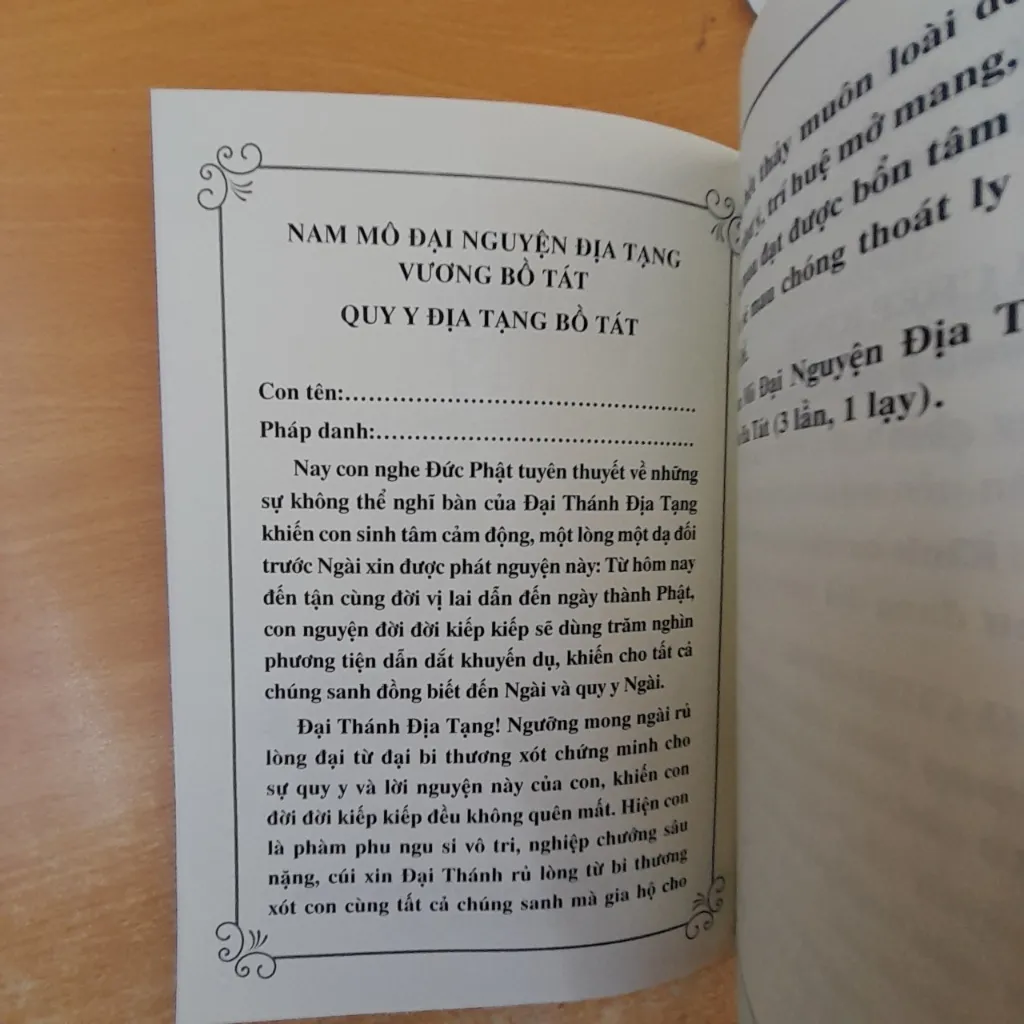 NAM MÔ ĐẠI NGUYỆN ĐỊA TẠNG
VƯƠNG BỒ TÁT
QUY Y ĐỊA TẠNG BỒ TÁT
Con tên:................................................
Pháp danh:............................................
Nay con nghe Đức Phật tuyên thuyết về những
sự không thể nghĩ bàn của Đại Thánh Địa Tạng
khiến con sinh tâm cảm động, một lòng một dạ đối
trước Ngài xin được phát nguyện này: Từ hôm nay
đến tận cùng đời vị lai dẫn đến ngày thành Phật,
con nguyện đời đời kiếp kiếp sẽ dùng trăm nghìn
phương tiện dẫn dắt khuyến dụ, khiến cho tất cả
chúng sanh đồng biết đến Ngài và quy y Ngài.
Đại Thánh Địa Tạng! Ngưỡng mong ngài rủ
lòng đại từ đại bi thương xót chứng minh cho
sự quy y và lời nguyện này của con, khiến con
đời đời kiếp kiếp đều không quên mất. Hiện con
là phàm phu ngu si vô tri, nghiệp chướng sâu
nặng, cúi xin Đại Thánh rủ lòng từ bi thương
xót con cùng tất cả chúng sanh mà gia hộ cho
thảy muôn loài
trí huệ mở mang,
đạt được bổn tâm
chóng thoát ly
Đại Nguyện Địa
Tát (3 lần, 1 lạy).